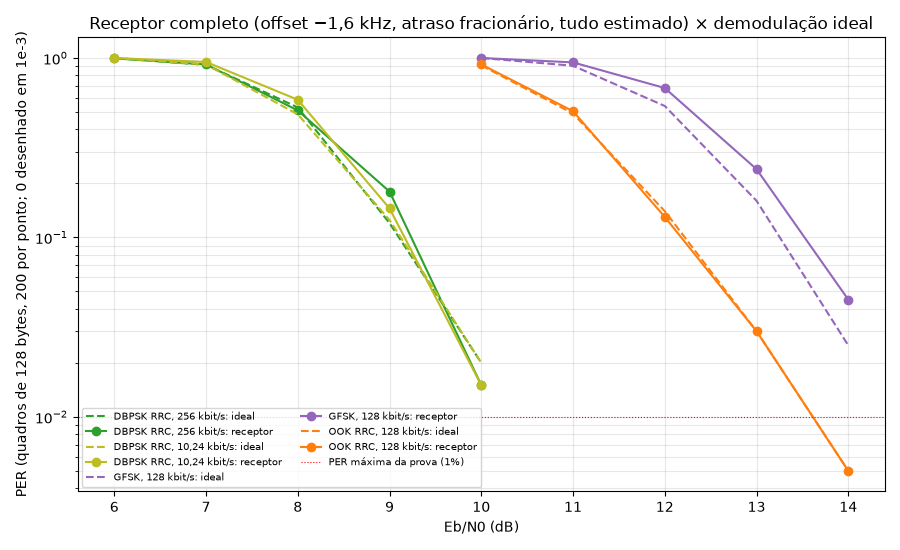 Receptor completo (offset −1,6 kHz, atraso fracionário, tudo estimado) × demodulação ideal
PER (quadros de 128 bytes, 200 por ponto; 0 desenhado em 1e-3)
10⁰
10⁻¹
10⁻²
DBPSK RRC, 256 kbit/s: ideal
DBPSK RRC, 256 kbit/s: receptor
DBPSK RRC, 10,24 kbit/s: ideal
DBPSK RRC, 10,24 kbit/s: receptor
GFSK, 128 kbit/s: ideal
GFSK, 128 kbit/s: receptor
OOK RRC, 128 kbit/s: ideal
OOK RRC, 128 kbit/s: receptor
PER máxima da prova (1%)
6 7 8 9 10 11 12 13 14
Eb/N0 (dB)